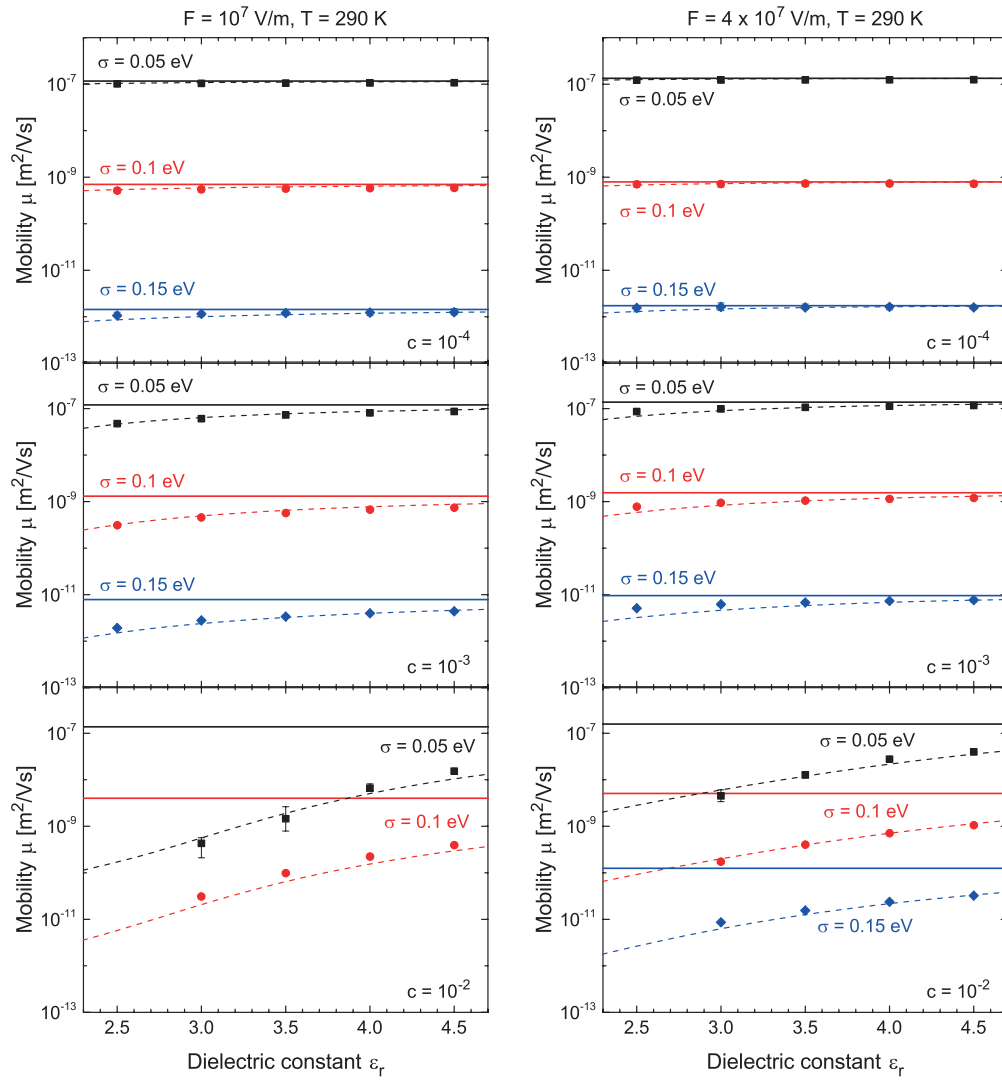 F = 10⁷ V/m, T = 290 K
F = 4 x 10⁷ V/m, T = 290 K
Mobility μ [m²/Vs]
10⁻⁷
10⁻⁹
10⁻¹¹
10⁻¹³
σ = 0.05 eV
σ = 0.1 eV
σ = 0.15 eV
c = 10⁻⁴
Mobility μ [m²/Vs]
10⁻⁷
10⁻⁹
10⁻¹¹
10⁻¹³
σ = 0.05 eV
σ = 0.1 eV
σ = 0.15 eV
c = 10⁻⁴
Mobility μ [m²/Vs]
10⁻⁷
10⁻⁹
10⁻¹¹
10⁻¹³
σ = 0.05 eV
σ = 0.1 eV
σ = 0.15 eV
c = 10⁻³
Mobility μ [m²/Vs]
10⁻⁷
10⁻⁹
10⁻¹¹
10⁻¹³
σ = 0.05 eV
σ = 0.1 eV
σ = 0.15 eV
c = 10⁻³
Mobility μ [m²/Vs]
10⁻⁷
10⁻⁹
10⁻¹¹
10⁻¹³
σ = 0.05 eV
σ = 0.1 eV
c = 10⁻²
2.5 3.0 3.5 4.0 4.5
Dielectric constant εᵣ
Mobility μ [m²/Vs]
10⁻⁷
10⁻⁹
10⁻¹¹
10⁻¹³
σ = 0.05 eV
σ = 0.1 eV
σ = 0.15 eV
c = 10⁻²
2.5 3.0 3.5 4.0 4.5
Dielectric constant εᵣ